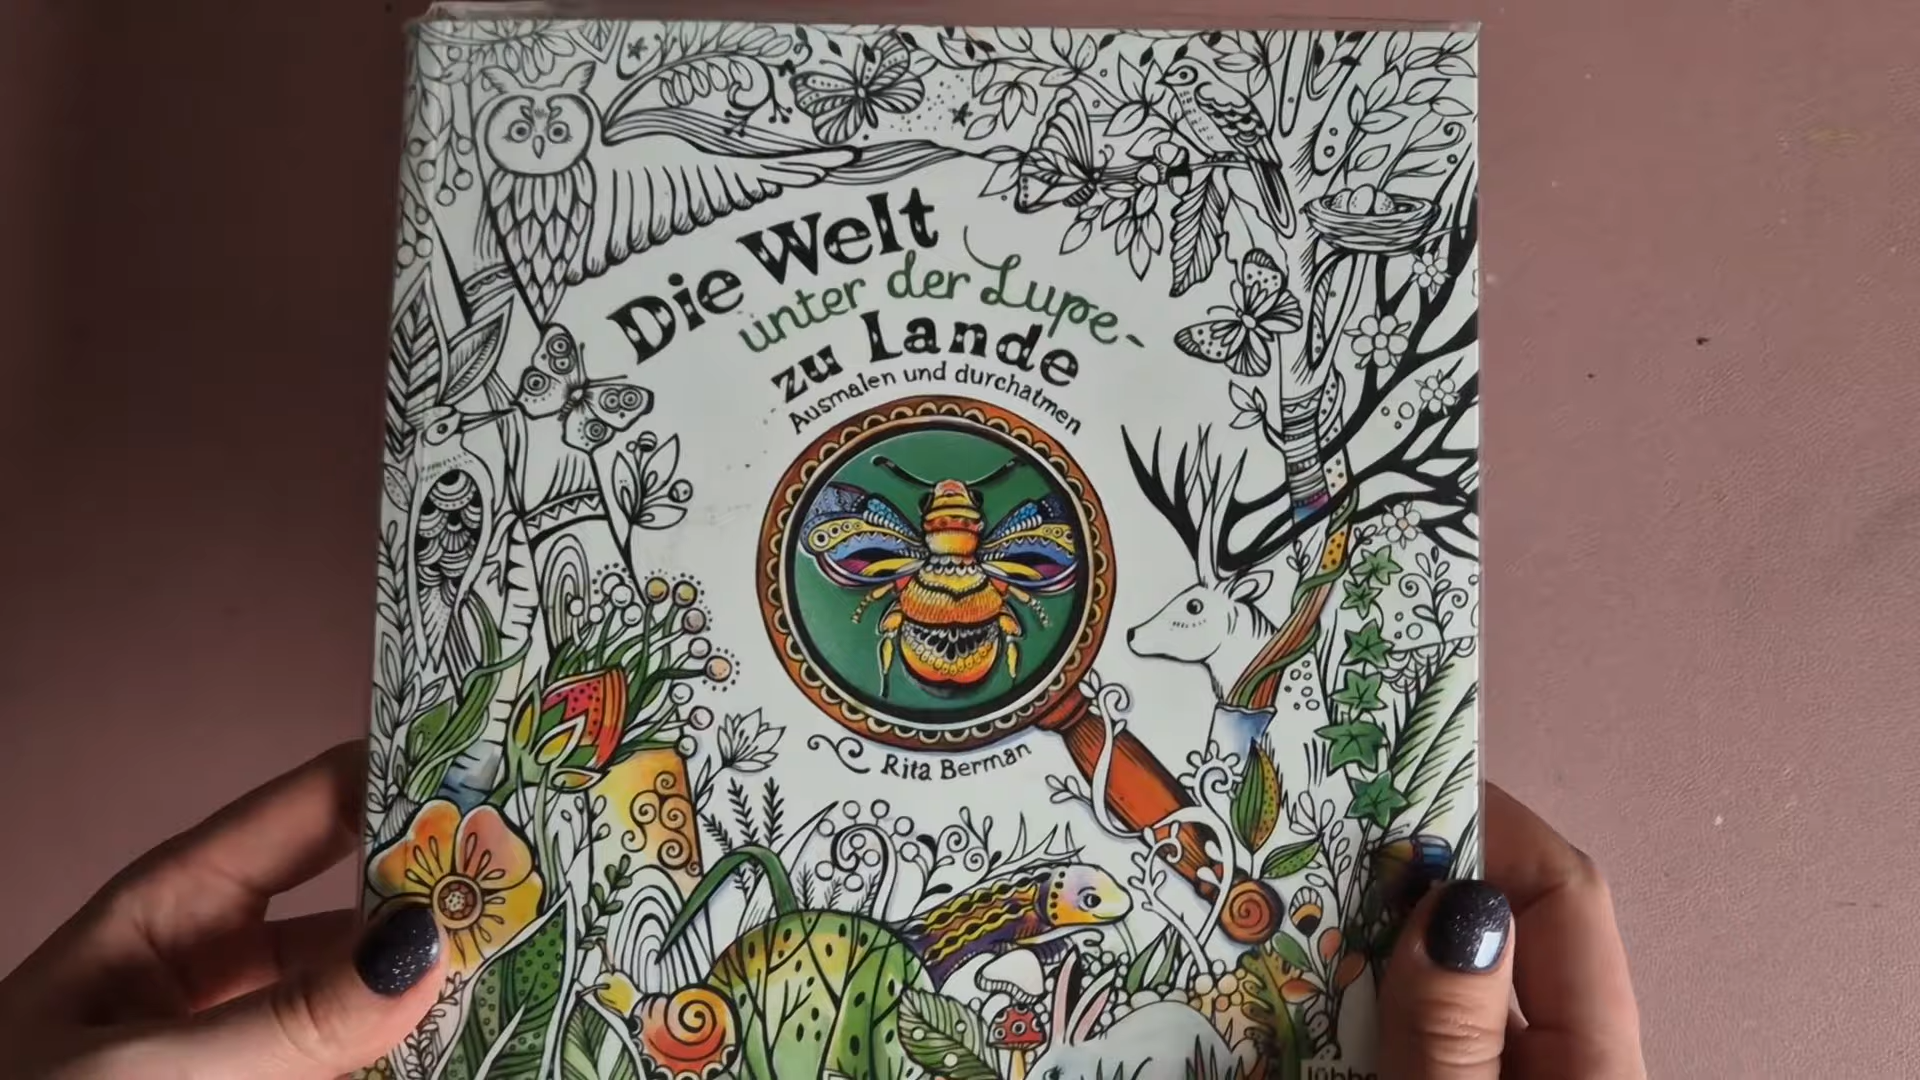 Die Welt
unter der Lupe-
zu Lande
Ausmalen und durchatmen
Rita Berman